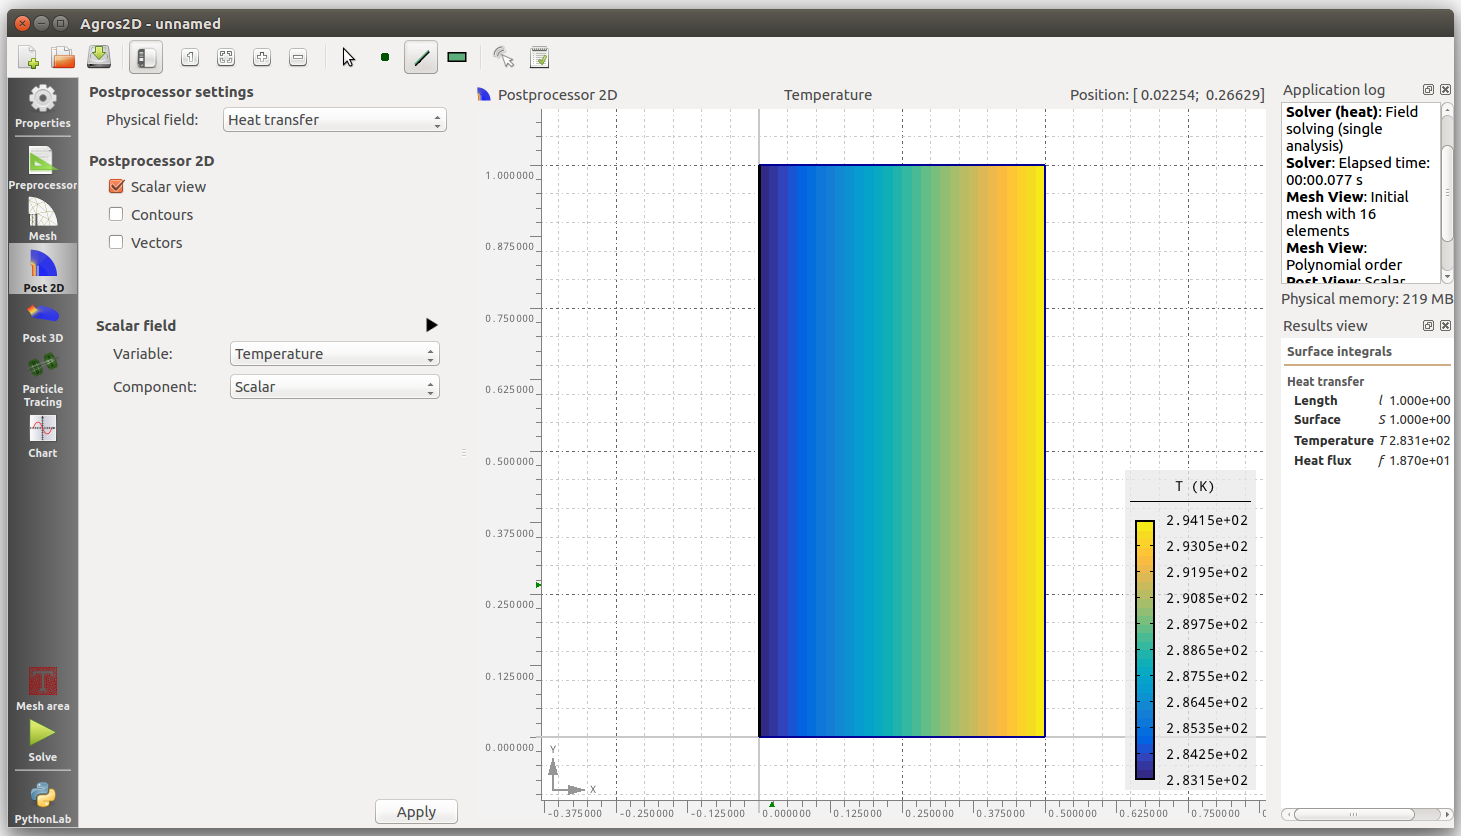 Agros2D - unnamed
Properties
Preprocessor
Mesh
Post 2D
Post 3D
Particle
Tracing
Chart
Mesh area
Solve
PythonLab
Postprocessor settings
Physical field: Heat transfer
Postprocessor 2D
Scalar view
Contours
Vectors
Scalar field
Variable: Temperature
Component: Scalar
Apply
Postprocessor 2D Temperature Position: [ 0.02254; 0.26629]
1.000000
0.875000
0.750000
0.625000
0.500000
0.375000
0.250000
0.125000
0.000000
Y
X
-0.375000 -0.250000 -0.125000 0.000000 0.125000 0.250000 0.375000 0.500000 0.625000 0.750000
T (K)
2.9415e+02
2.9305e+02
2.9195e+02
2.9085e+02
2.8975e+02
2.8865e+02
2.8755e+02
2.8645e+02
2.8535e+02
2.8425e+02
2.8315e+02
Application log
Solver (heat): Field
solving (single
analysis)
Solver: Elapsed time:
00:00.077 s
Mesh View: Initial
mesh with 16
elements
Mesh View:
Polynomial order
Post View: Scalar
Physical memory: 219 MB
Results view
Surface integrals
Heat transfer
Length l 1.000e+00
Surface S 1.000e+00
Temperature T 2.831e+02
Heat flux f 1.870e+01